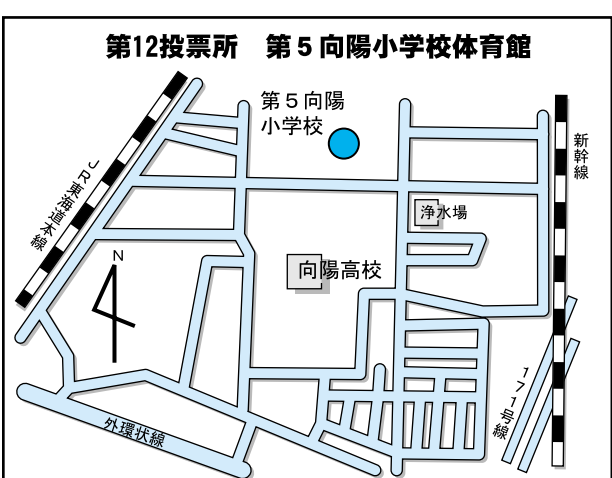 第12投票所　第５向陽小学校体育館
第５向陽
小学校
新幹線
ＪＲ東海道本線
浄水場
N
向陽高校
171号線
外環状線